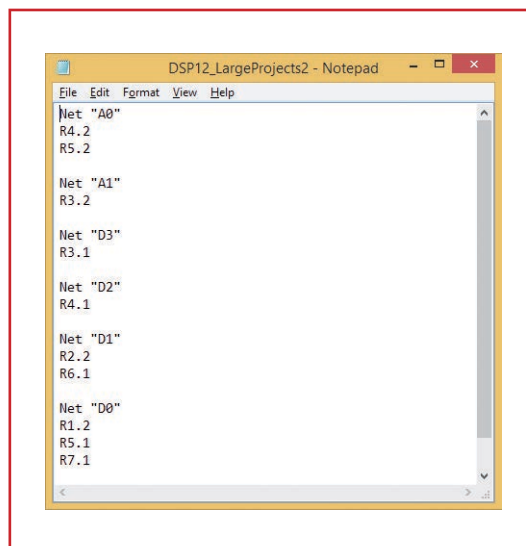 DSP12_LargeProjects2 - Notepad
File Edit Format View Help
Net "A0"
R4.2
R5.2
Net "A1"
R3.2
Net "D3"
R3.1
Net "D2"
R4.1
Net "D1"
R2.2
R6.1
Net "D0"
R1.2
R5.1
R7.1